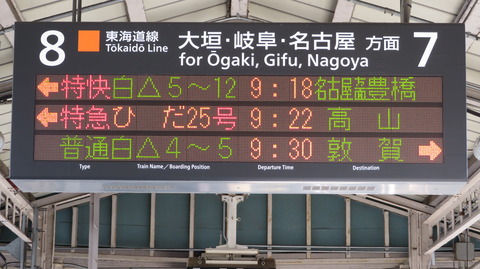 8 東海道線 大垣・岐阜・名古屋 方面 7
Tōkaidō Line for Ōgaki, Gifu, Nagoya
← 特快 白△5〜12 9:18 名古屋豊橋
← 特急 ひだ25号 9:22 高山
普通 白△4〜5 9:30 敦賀 →
Type Train Name / Boarding Position Departure Time Destination